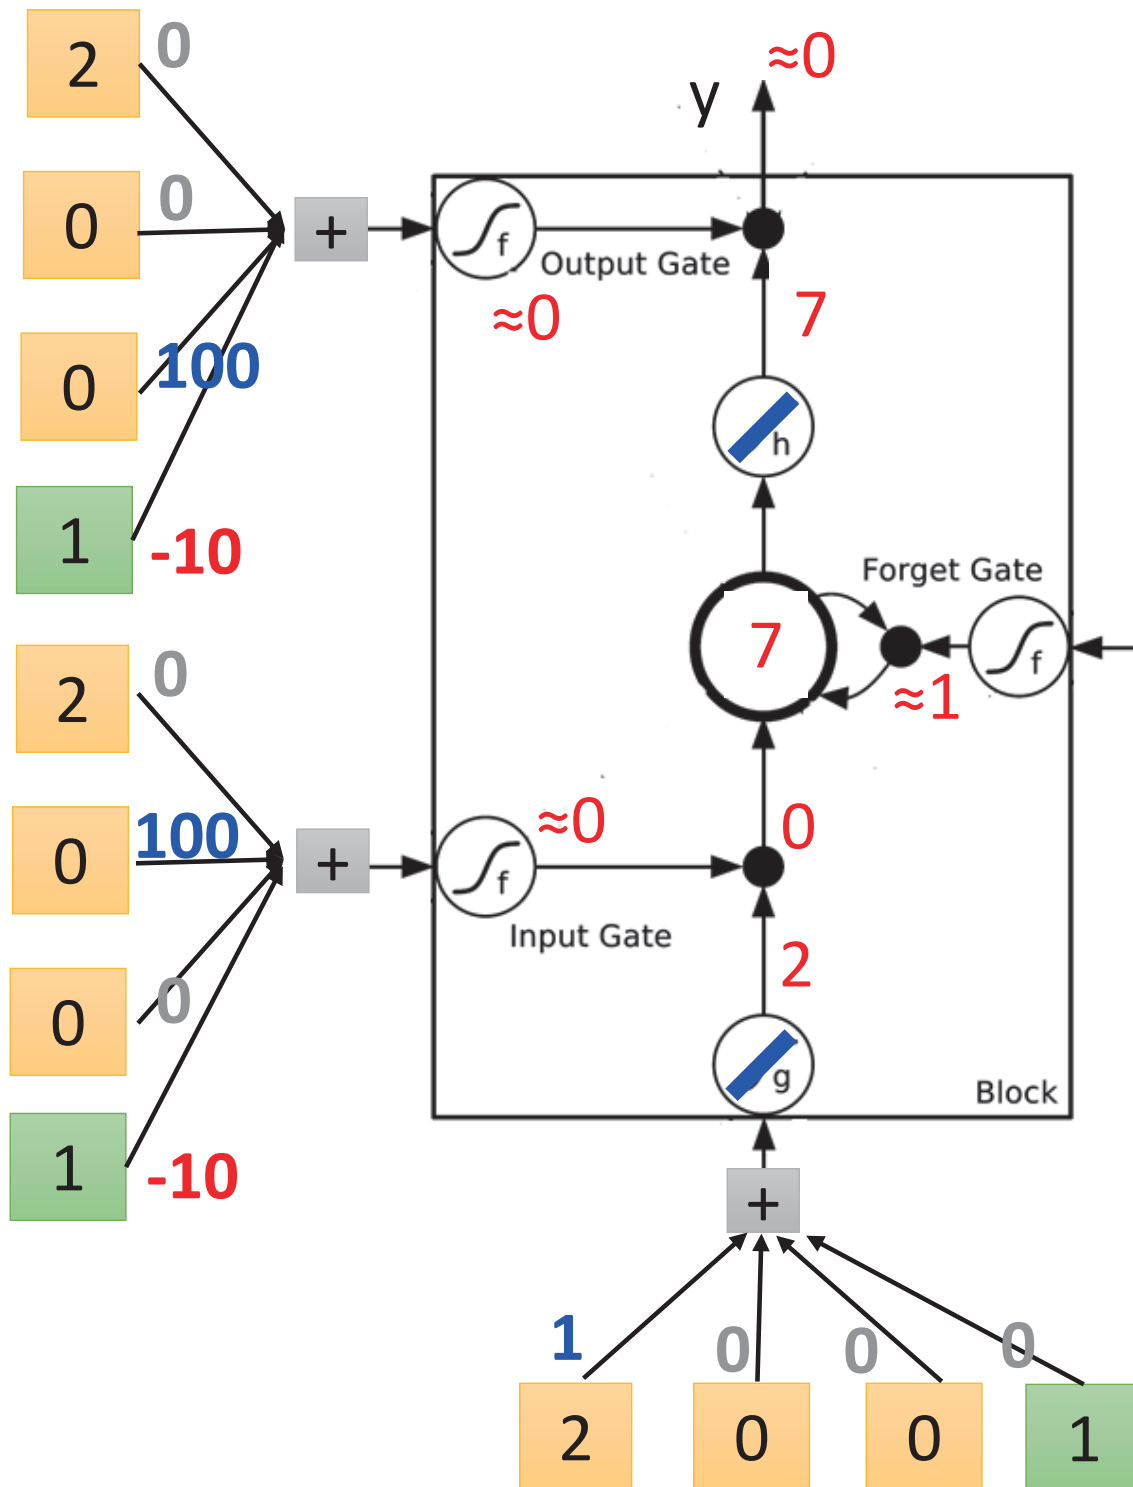 2 0
≈0
y
0 0
+
f
Output Gate
≈0
7
0 100
h
1 -10
Forget Gate
7
f
≈1
2 0
0 100
≈0
0
+
f
Input Gate
2
0 0
g
Block
1 -10
+
1 0 0 0
2 0 0 1